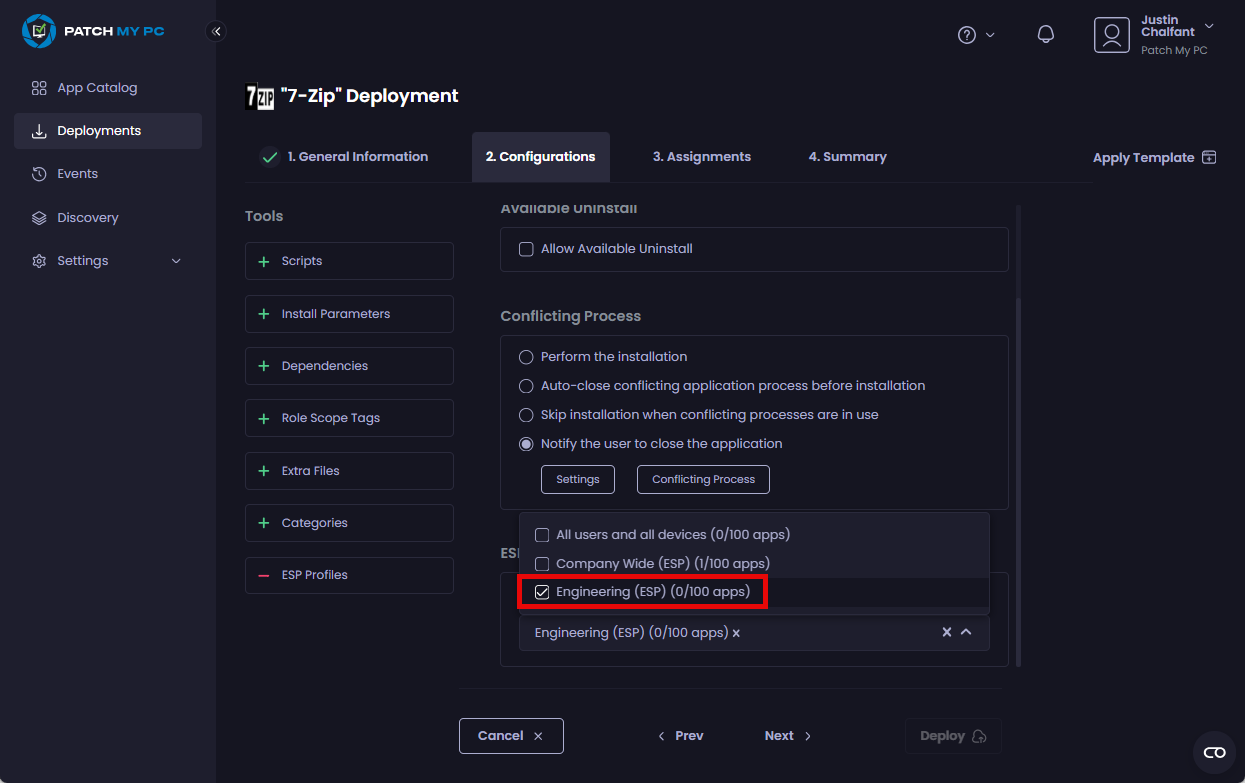 PATCH MY PC
Justin
Chalfant
Patch My PC
App Catalog
Deployments
Events
Discovery
Settings
7 ZIP "7-Zip" Deployment
1. General Information
2. Configurations
3. Assignments
4. Summary
Apply Template
Tools
Scripts
Install Parameters
Dependencies
Role Scope Tags
Extra Files
Categories
ESP Profiles
Available Uninstall
Allow Available Uninstall
Conflicting Process
Perform the installation
Auto-close conflicting application process before installation
Skip installation when conflicting processes are in use
Notify the user to close the application
Settings
Conflicting Process
ESP
All users and all devices (0/100 apps)
Company Wide (ESP) (1/100 apps)
Engineering (ESP) (0/100 apps)
Engineering (ESP) (0/100 apps) x
Cancel
Prev
Next
Deploy